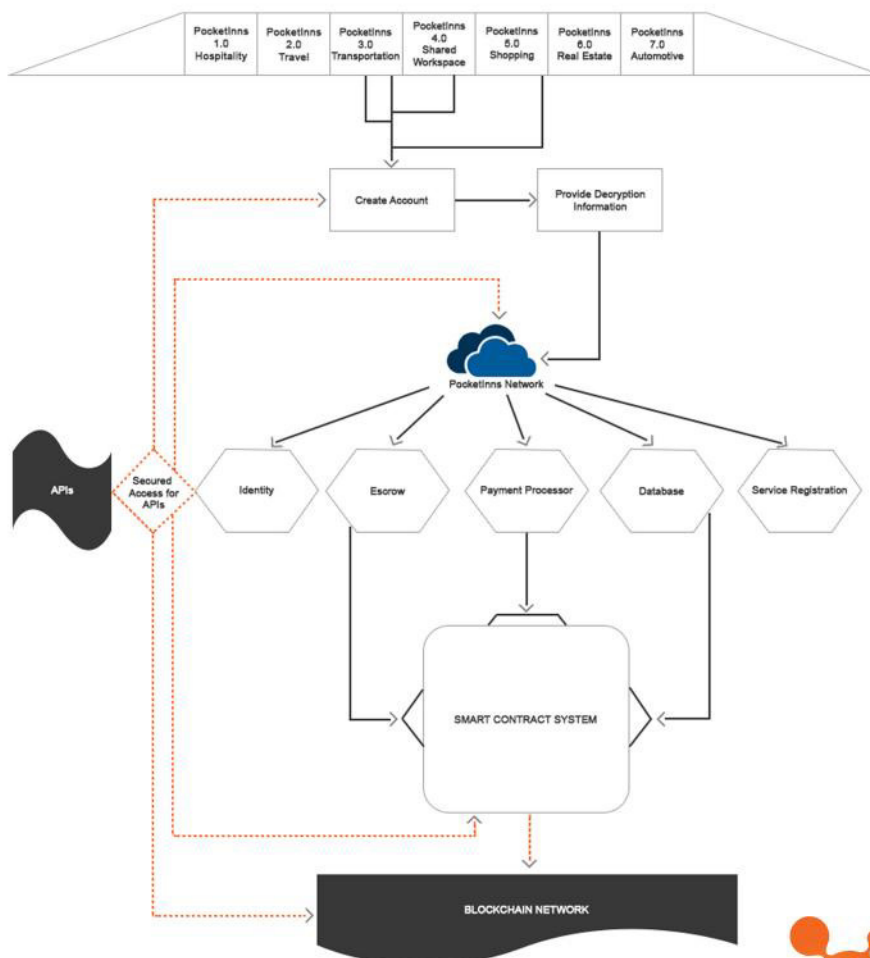 PocketInns
1.0
Hospitality
PocketInns
2.0
Travel
PocketInns
3.0
Transportation
PocketInns
4.0
Shared
Workspace
PocketInns
5.0
Shopping
PocketInns
6.0
Real Estate
PocketInns
7.0
Automotive
Create Account
Provide Decryption
Information
PocketInns Network
APIs
Secured
Access for
APIs
Identity
Escrow
Payment Processor
Database
Service Registration
SMART CONTRACT SYSTEM
BLOCKCHAIN NETWORK